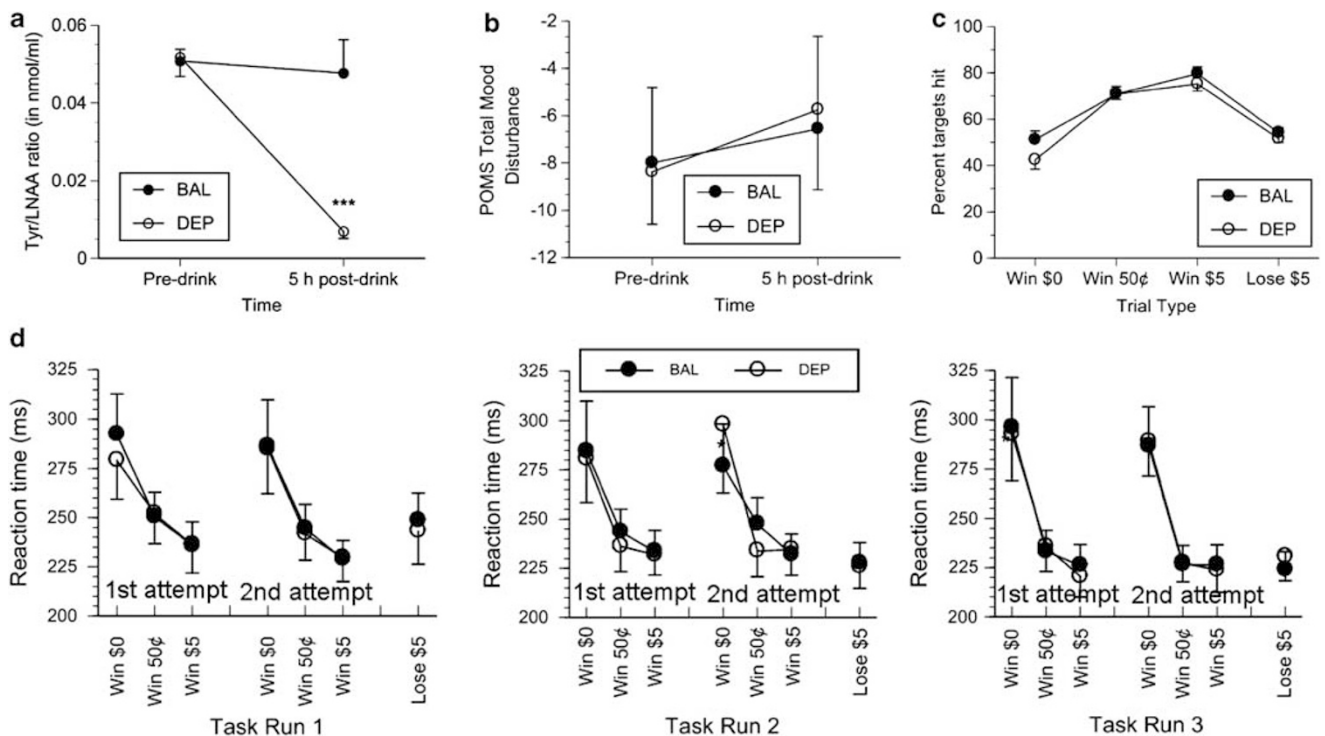 a
Tyr/LNAA ratio (in nmol/ml)
0.06
0.04
0.02
0
BAL
DEP
***
Pre-drink
5 h post-drink
Time
b
POMS Total Mood
Disturbance
-2
-4
-6
-8
-10
-12
BAL
DEP
Pre-drink
5 h post-drink
Time
c
Percent targets hit
100
80
60
40
20
0
BAL
DEP
Win $0
Win 50¢
Win $5
Lose $5
Trial Type
d
Reaction time (ms)
325
300
275
250
225
200
1st attempt
2nd attempt
Win $0
Win 50¢
Win $5
Win $0
Win 50¢
Win $5
Lose $5
Task Run 1
BAL
DEP
Reaction time (ms)
325
300
275
250
225
200
*
1st attempt
2nd attempt
Win $0
Win 50¢
Win $5
Win $0
Win 50¢
Win $5
Lose $5
Task Run 2
Reaction time (ms)
325
300
275
250
225
200
*
1st attempt
2nd attempt
Win $0
Win 50¢
Win $5
Win $0
Win 50¢
Win $5
Lose $5
Task Run 3